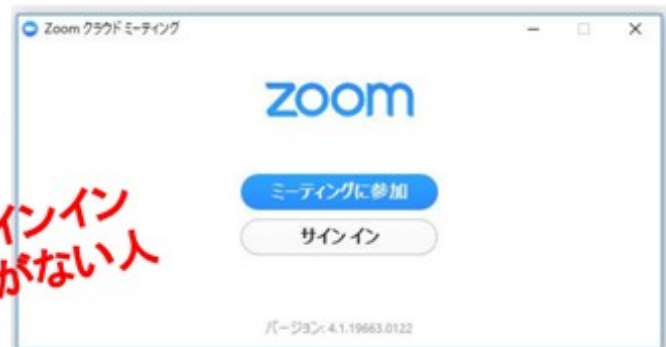 Zoom クラウド ミーティング
zoom
ミーティングに参加
サイン イン
インイン
がない人
バージョン: 4.1.19663.0122